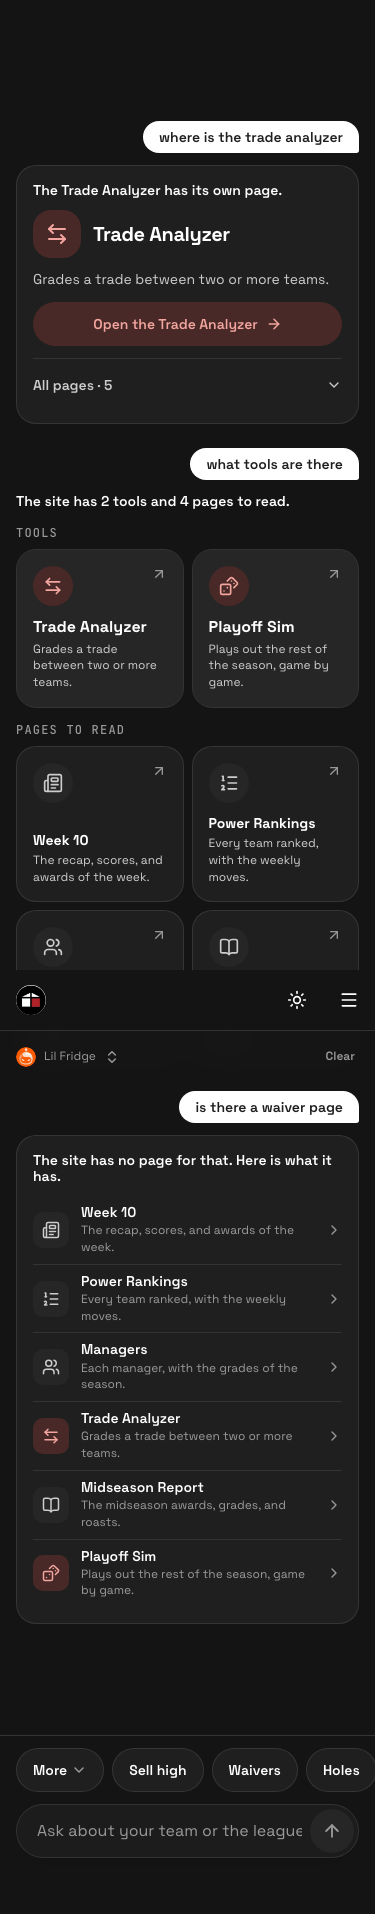 where is the trade analyzer
The Trade Analyzer has its own page.
Trade Analyzer
Grades a trade between two or more teams.
Open the Trade Analyzer
All pages · 5
what tools are there
The site has 2 tools and 4 pages to read.
TOOLS
Trade Analyzer
Grades a trade
between two or more
teams.
Playoff Sim
Plays out the rest of
the season, game by
game.
PAGES TO READ
Week 10
The recap, scores, and
awards of the week.
Power Rankings
Every team ranked,
with the weekly
moves.
Lil Fridge
Clear
is there a waiver page
The site has no page for that. Here is what it
has.
Week 10
The recap, scores, and awards of the
week.
Power Rankings
Every team ranked, with the weekly
moves.
Managers
Each manager, with the grades of the
season.
Trade Analyzer
Grades a trade between two or more
teams.
Midseason Report
The midseason awards, grades, and
roasts.
Playoff Sim
Plays out the rest of the season, game
by game.
More
Sell high
Waivers
Holes
Ask about your team or the league